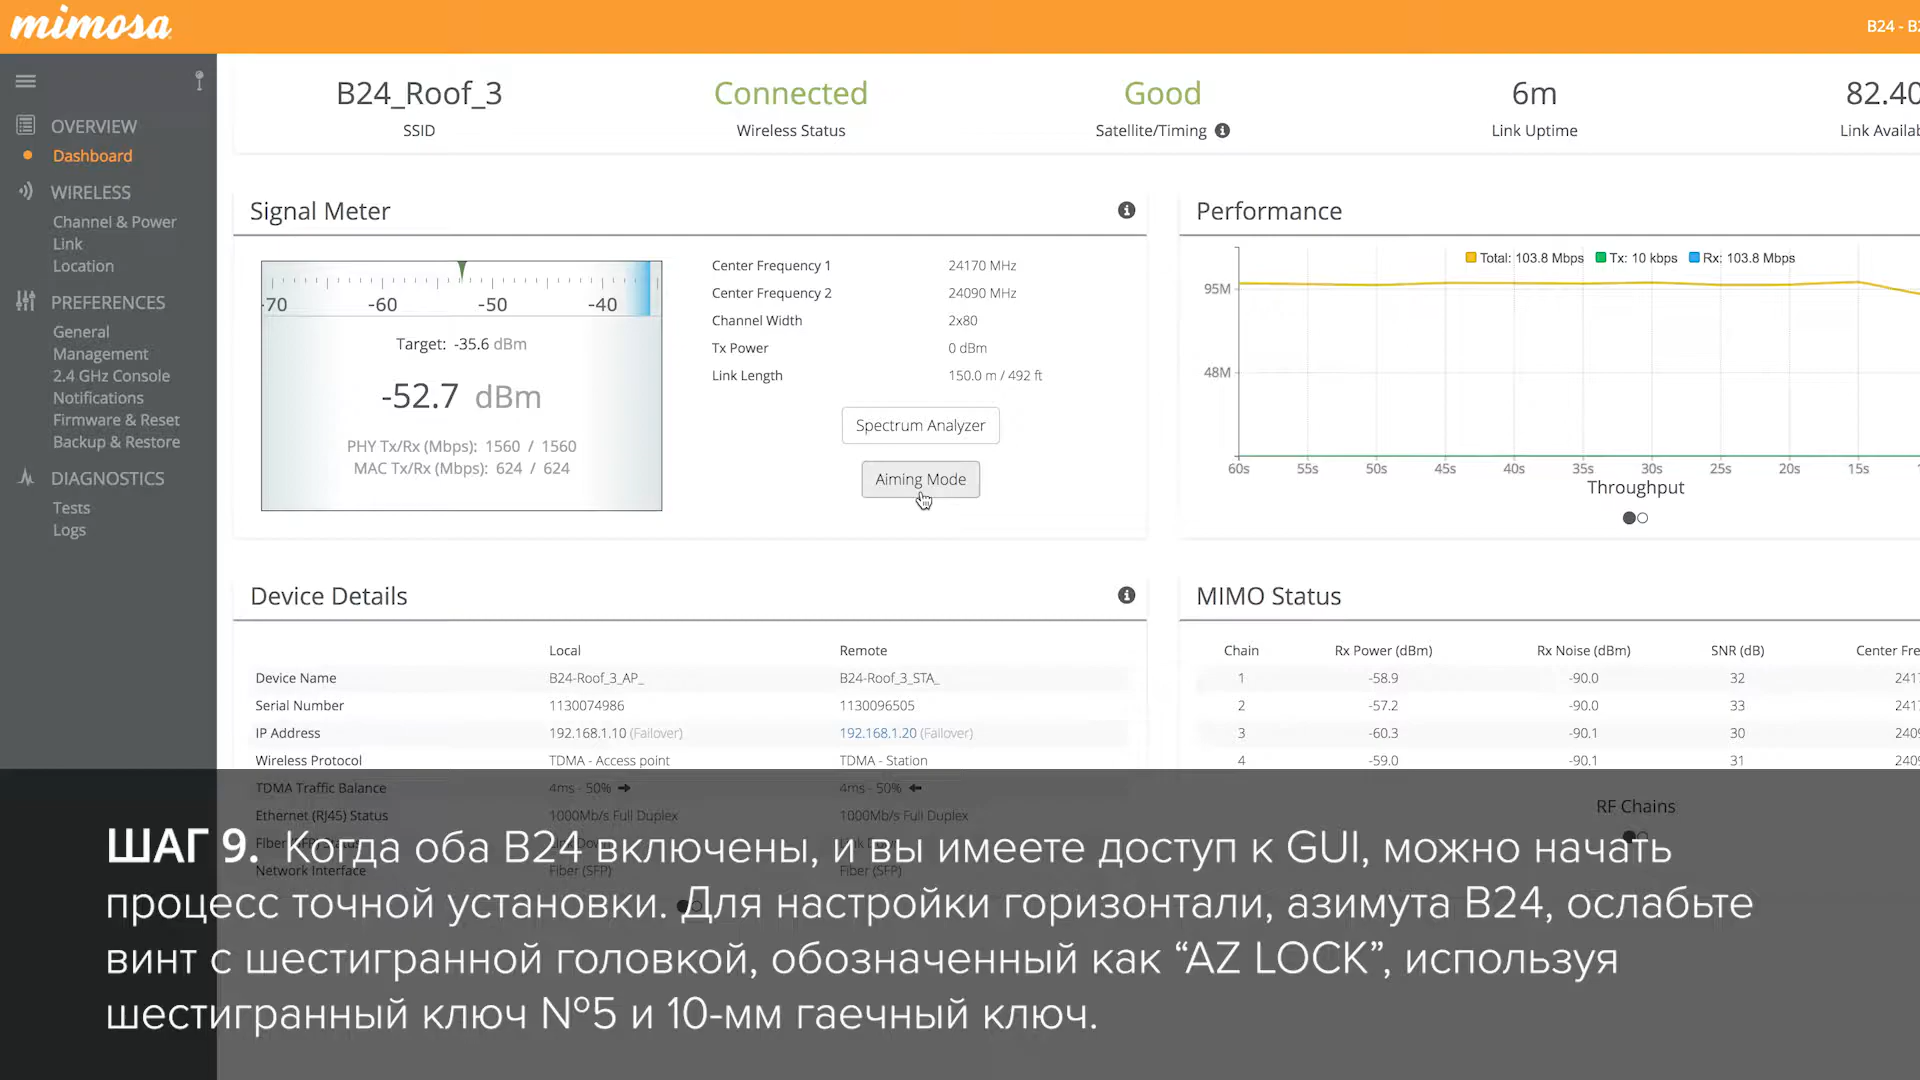 mimosa
B24 - B2
B24_Roof_3
SSID
Connected
Wireless Status
Good
Satellite/Timing
6m
Link Uptime
82.40
Link Availab
OVERVIEW
Dashboard
WIRELESS
Channel & Power
Link
Location
PREFERENCES
General
Management
2.4 GHz Console
Notifications
Firmware & Reset
Backup & Restore
DIAGNOSTICS
Tests
Logs
Signal Meter
-70 -60 -50 -40
Target: -35.6 dBm
-52.7 dBm
PHY Tx/Rx (Mbps): 1560 / 1560
MAC Tx/Rx (Mbps): 624 / 624
Center Frequency 1 24170 MHz
Center Frequency 2 24090 MHz
Channel Width 2x80
Tx Power 0 dBm
Link Length 150.0 m / 492 ft
Spectrum Analyzer
Aiming Mode
Performance
Total: 103.8 Mbps Tx: 10 kbps Rx: 103.8 Mbps
95M
48M
60s 55s 50s 45s 40s 35s 30s 25s 20s 15s
Throughput
Device Details
Local Remote
Device Name B24-Roof_3_AP_ B24-Roof_3_STA_
Serial Number 1130074986 1130096505
IP Address 192.168.1.10 (Failover) 192.168.1.20 (Failover)
Wireless Protocol TDMA - Access point TDMA - Station
TDMA Traffic Balance 4ms - 50% 4ms - 50%
Ethernet (RJ45) Status 1000Mb/s Full Duplex 1000Mb/s Full Duplex
Network Interface Fiber (SFP) Fiber (SFP)
MIMO Status
Chain Rx Power (dBm) Rx Noise (dBm) SNR (dB) Center Fre
1 -58.9 -90.0 32 241
2 -57.2 -90.0 33 241
3 -60.3 -90.1 30 240
4 -59.0 -90.1 31 240
RF Chains
ШАГ 9. Когда оба B24 включены, и вы имеете доступ к GUI, можно начать
процесс точной установки. Для настройки горизонтали, азимута B24, ослабьте
винт с шестигранной головкой, обозначенный как “AZ LOCK”, используя
шестигранный ключ №5 и 10-мм гаечный ключ.